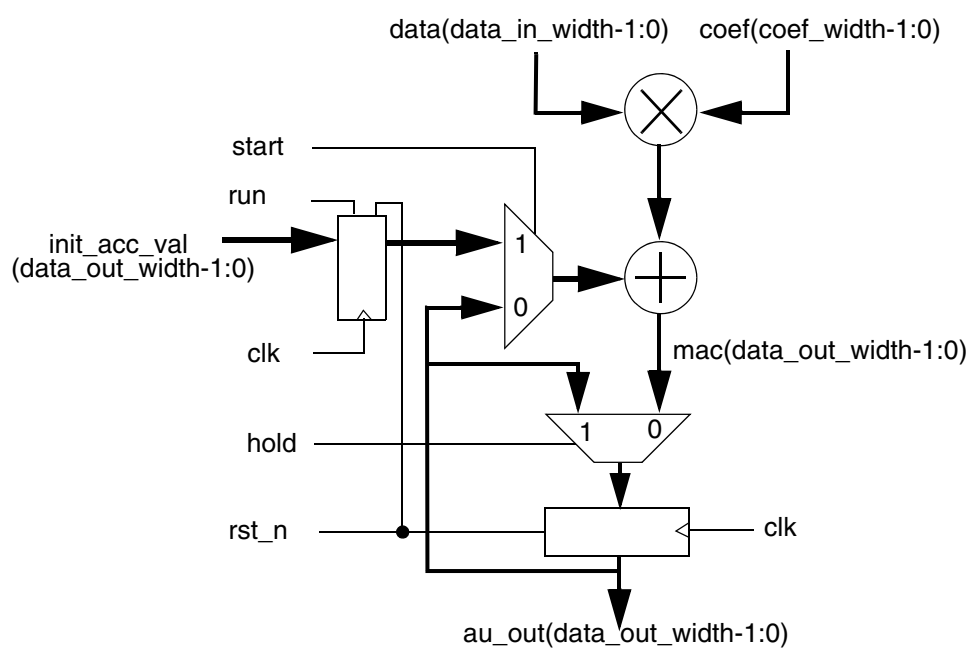 data(data_in_width-1:0)
coef(coef_width-1:0)
start
run
init_acc_val
(data_out_width-1:0)
1
0
clk
mac(data_out_width-1:0)
hold
1
0
rst_n
clk
au_out(data_out_width-1:0)